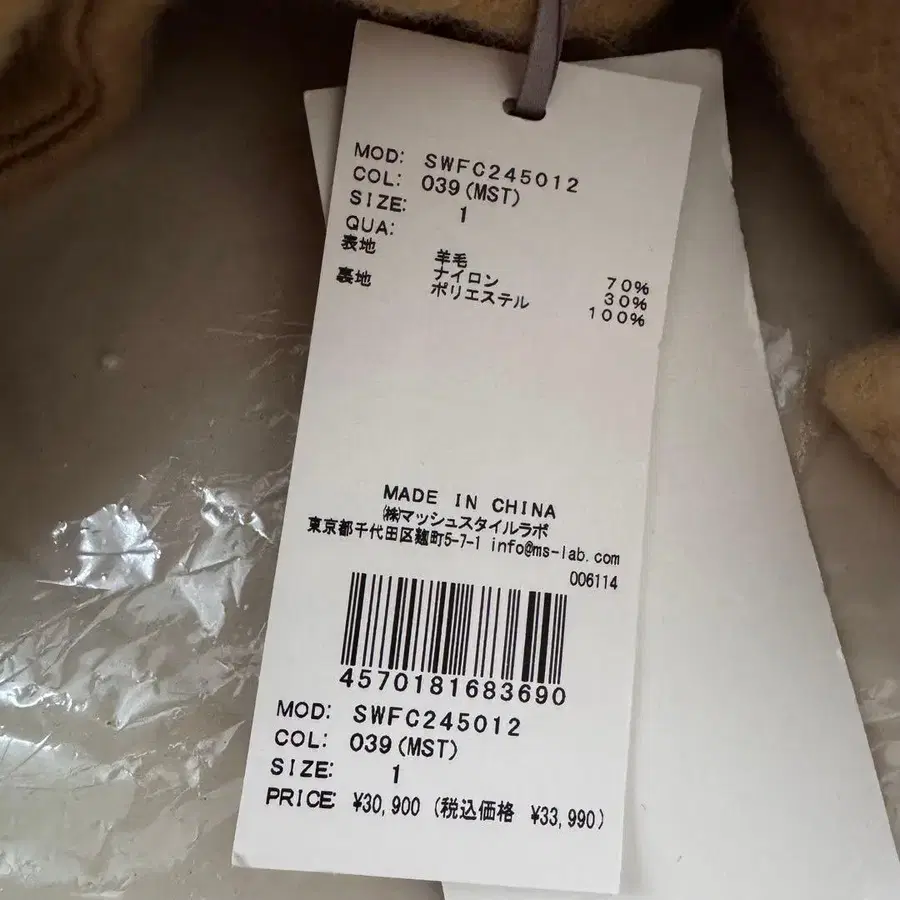 MOD: SWFC245012
COL: 039(MST)
SIZE: 1
QUA:
表地 羊毛 70%
ナイロン 30%
裏地 ポリエステル 100%
MADE IN CHINA
㈱マッシュスタイルラボ
東京都千代田区麹町5-7-1 info@ms-lab.com
006114
4570181683690
MOD: SWFC245012
COL: 039(MST)
SIZE: 1
PRICE ¥30,900 (税込価格 ¥33,990)